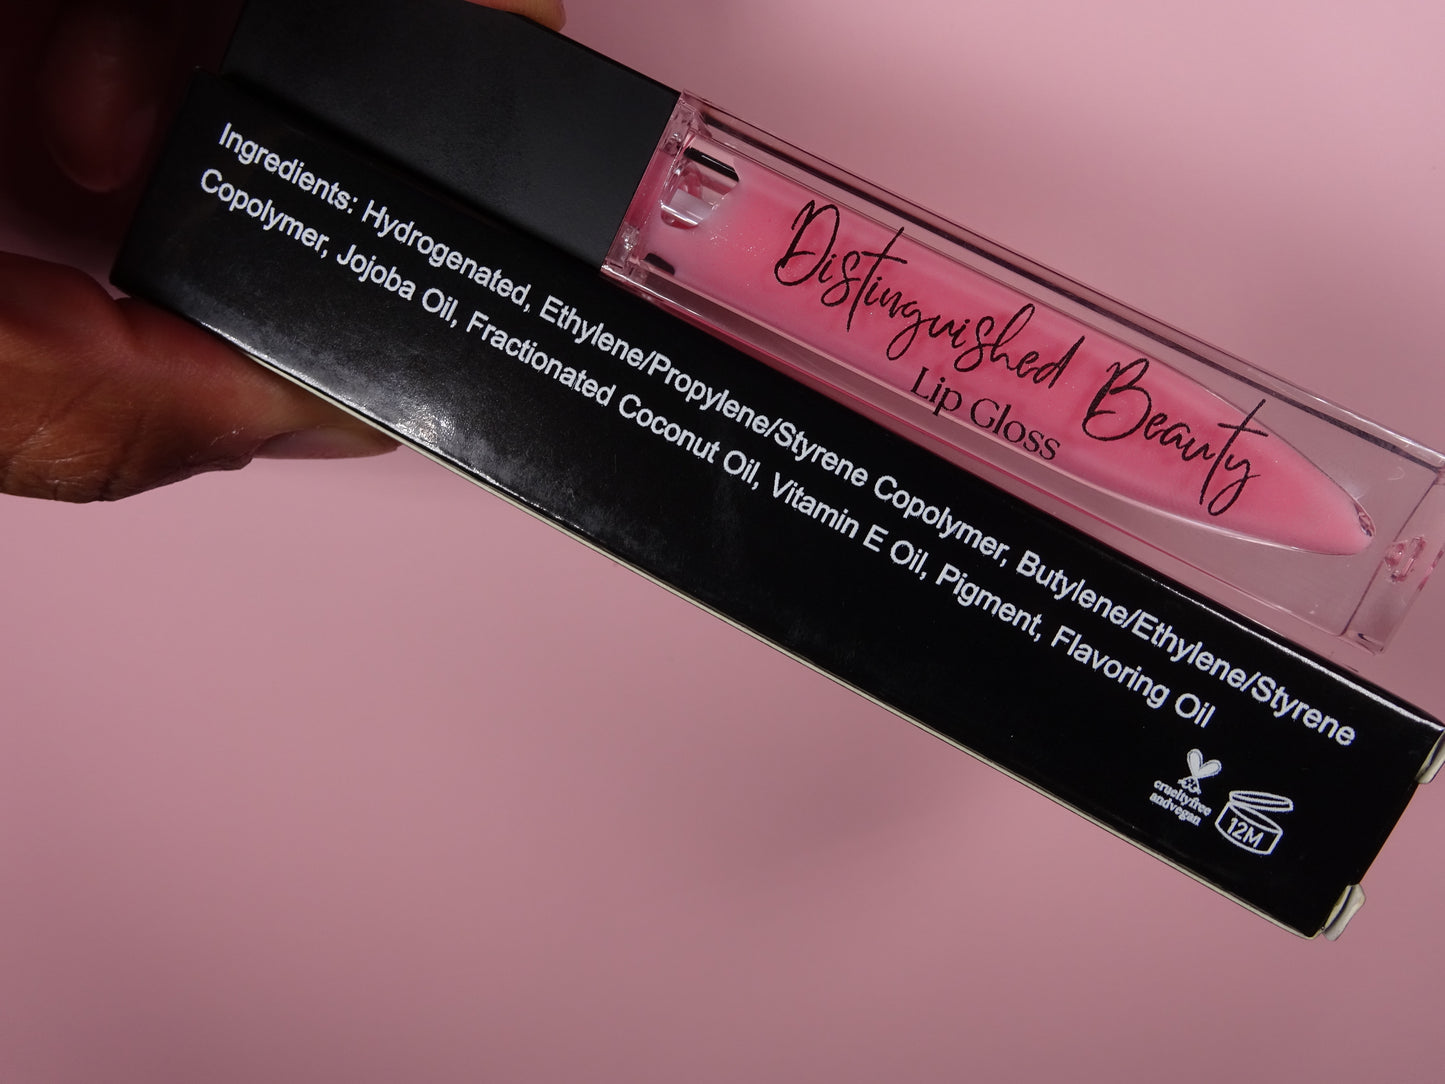 Distinguished Beauty
Lip Gloss
Ingredients: Hydrogenated, Ethylene/Propylene/Styrene Copolymer, Butylene/Ethylene/Styrene
Copolymer, Jojoba Oil, Fractionated Coconut Oil, Vitamin E Oil, Pigment, Flavoring Oil
crueltyfree
andvegan
12M